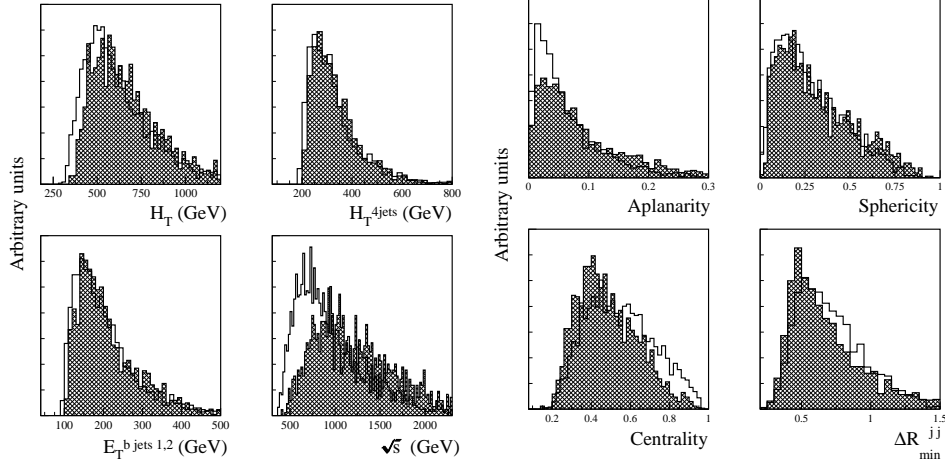 Arbitrary units
250 500 750 1000
H_T (GeV)
200 400 600 800
H_T^4jets (GeV)
0 100 200 300 400 500
E_T^b jets 1,2 (GeV)
500 1000 1500 2000
√s (GeV)
Arbitrary units
0 0.1 0.2 0.3
Aplanarity
0 0.25 0.5 0.75 1
Sphericity
0.2 0.4 0.6 0.8 1
Centrality
0.5 1 1.5
ΔR_min^jj